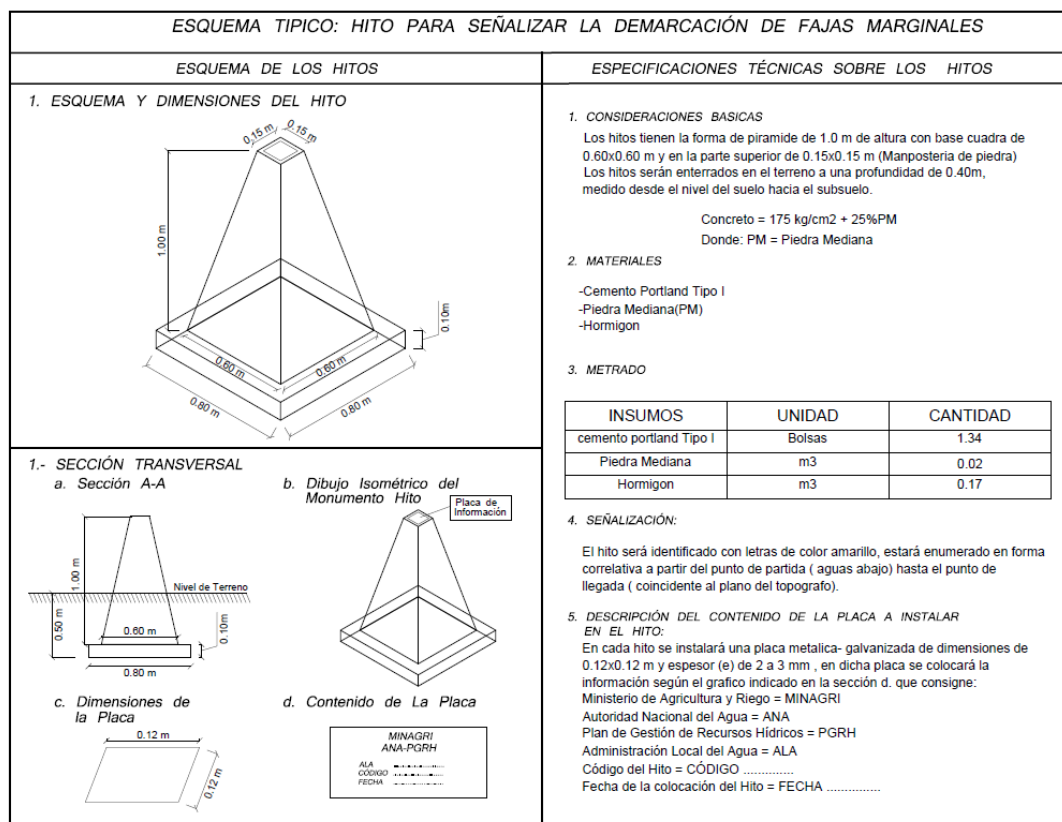 ESQUEMA TIPICO: HITO PARA SEÑALIZAR LA DEMARCACIÓN DE FAJAS MARGINALES
ESQUEMA DE LOS HITOS
1. ESQUEMA Y DIMENSIONES DEL HITO
0.15 m
0.15 m
1.00 m
0.10m
0.60 m
0.60 m
0.80 m
0.80 m
1.- SECCIÓN TRANSVERSAL
a. Sección A-A
1.00 m
Nivel de Terreno
0.50 m
0.60 m
0.10m
0.80 m
b. Dibujo Isométrico del
Monumento Hito
Placa de
Información
c. Dimensiones de
la Placa
0.12 m
0.12 m
d. Contenido de La Placa
MINAGRI
ANA-PGRH
ALA
CÓDIGO
FECHA
ESPECIFICACIONES TÉCNICAS SOBRE LOS HITOS
1. CONSIDERACIONES BASICAS
Los hitos tienen la forma de piramide de 1.0 m de altura con base cuadra de
0.60x0.60 m y en la parte superior de 0.15x0.15 m (Manposteria de piedra)
Los hitos serán enterrados en el terreno a una profundidad de 0.40m,
medido desde el nivel del suelo hacia el subsuelo.
Concreto = 175 kg/cm2 + 25%PM
Donde: PM = Piedra Mediana
2. MATERIALES
-Cemento Portland Tipo I
-Piedra Mediana(PM)
-Hormigon
3. METRADO
INSUMOS UNIDAD CANTIDAD
cemento portland Tipo I Bolsas 1.34
Piedra Mediana m3 0.02
Hormigon m3 0.17
4. SEÑALIZACIÓN:
El hito será identificado con letras de color amarillo, estará enumerado en forma
correlativa a partir del punto de partida ( aguas abajo) hasta el punto de
llegada ( coincidente al plano del topografo).
5. DESCRIPCIÓN DEL CONTENIDO DE LA PLACA A INSTALAR
EN EL HITO:
En cada hito se instalará una placa metalica- galvanizada de dimensiones de
0.12x0.12 m y espesor (e) de 2 a 3 mm , en dicha placa se colocará la
información según el grafico indicado en la sección d. que consigne:
Ministerio de Agricultura y Riego = MINAGRI
Autoridad Nacional del Agua = ANA
Plan de Gestión de Recursos Hídricos = PGRH
Administración Local del Agua = ALA
Código del Hito = CÓDIGO ..............
Fecha de la colocación del Hito = FECHA ...............